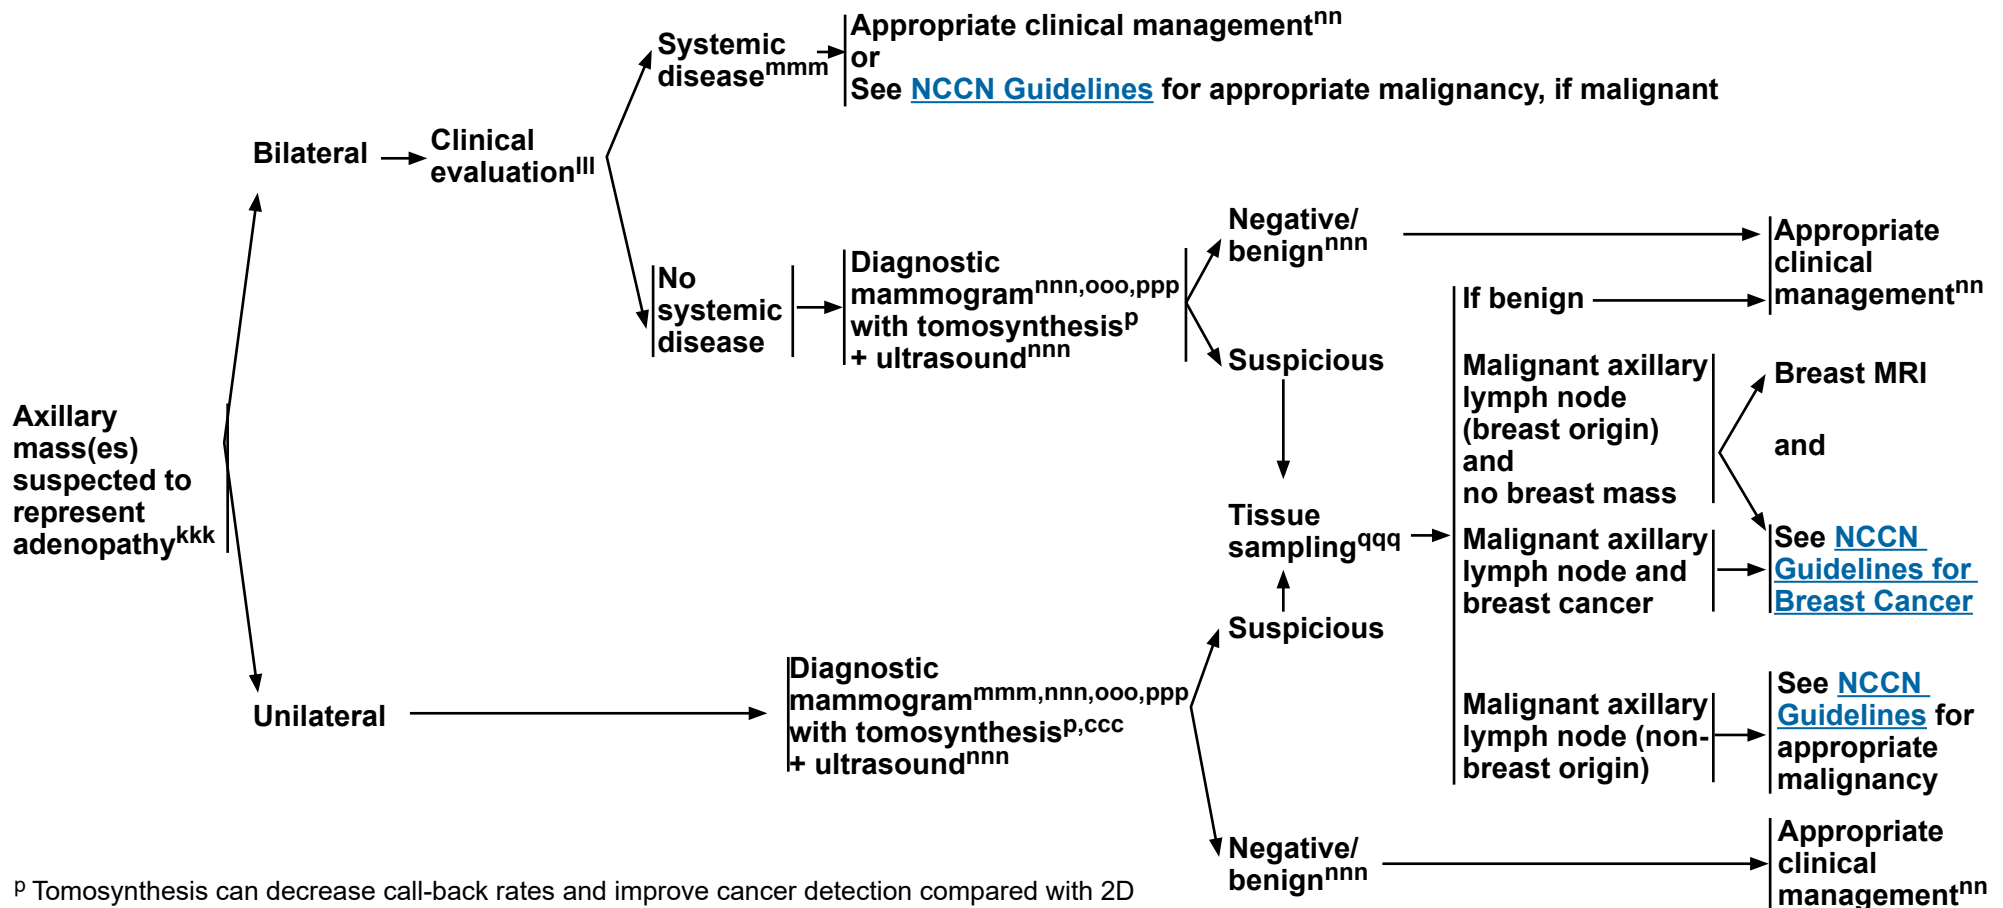 Axillary
mass(es)
suspected to
represent
adenopathykkk
Bilateral
Clinical
evaluationlll
Systemic
diseasemmm
Appropriate clinical managementnn
or
See NCCN Guidelines for appropriate malignancy, if malignant
No
systemic
disease
Diagnostic
mammogramnnn,ooo,ppp
with tomosynthesisp
+ ultrasoundnnn
Negative/
benignnnn
Appropriate
clinical
managementnn
Suspicious
Unilateral
Diagnostic
mammogrammmm,nnn,ooo,ppp
with tomosynthesisp,ccc
+ ultrasoundnnn
Suspicious
Tissue
samplingqqq
If benign
Malignant axillary
lymph node
(breast origin)
and
no breast mass
Breast MRI
and
See NCCN
Guidelines for
Breast Cancer
Malignant axillary
lymph node and
breast cancer
Malignant axillary
lymph node (non-
breast origin)
See NCCN
Guidelines for
appropriate
malignancy
Negative/
benignnnn
Appropriate
clinical
managementnn
p Tomosynthesis can decrease call-back rates and improve cancer detection compared with 2D